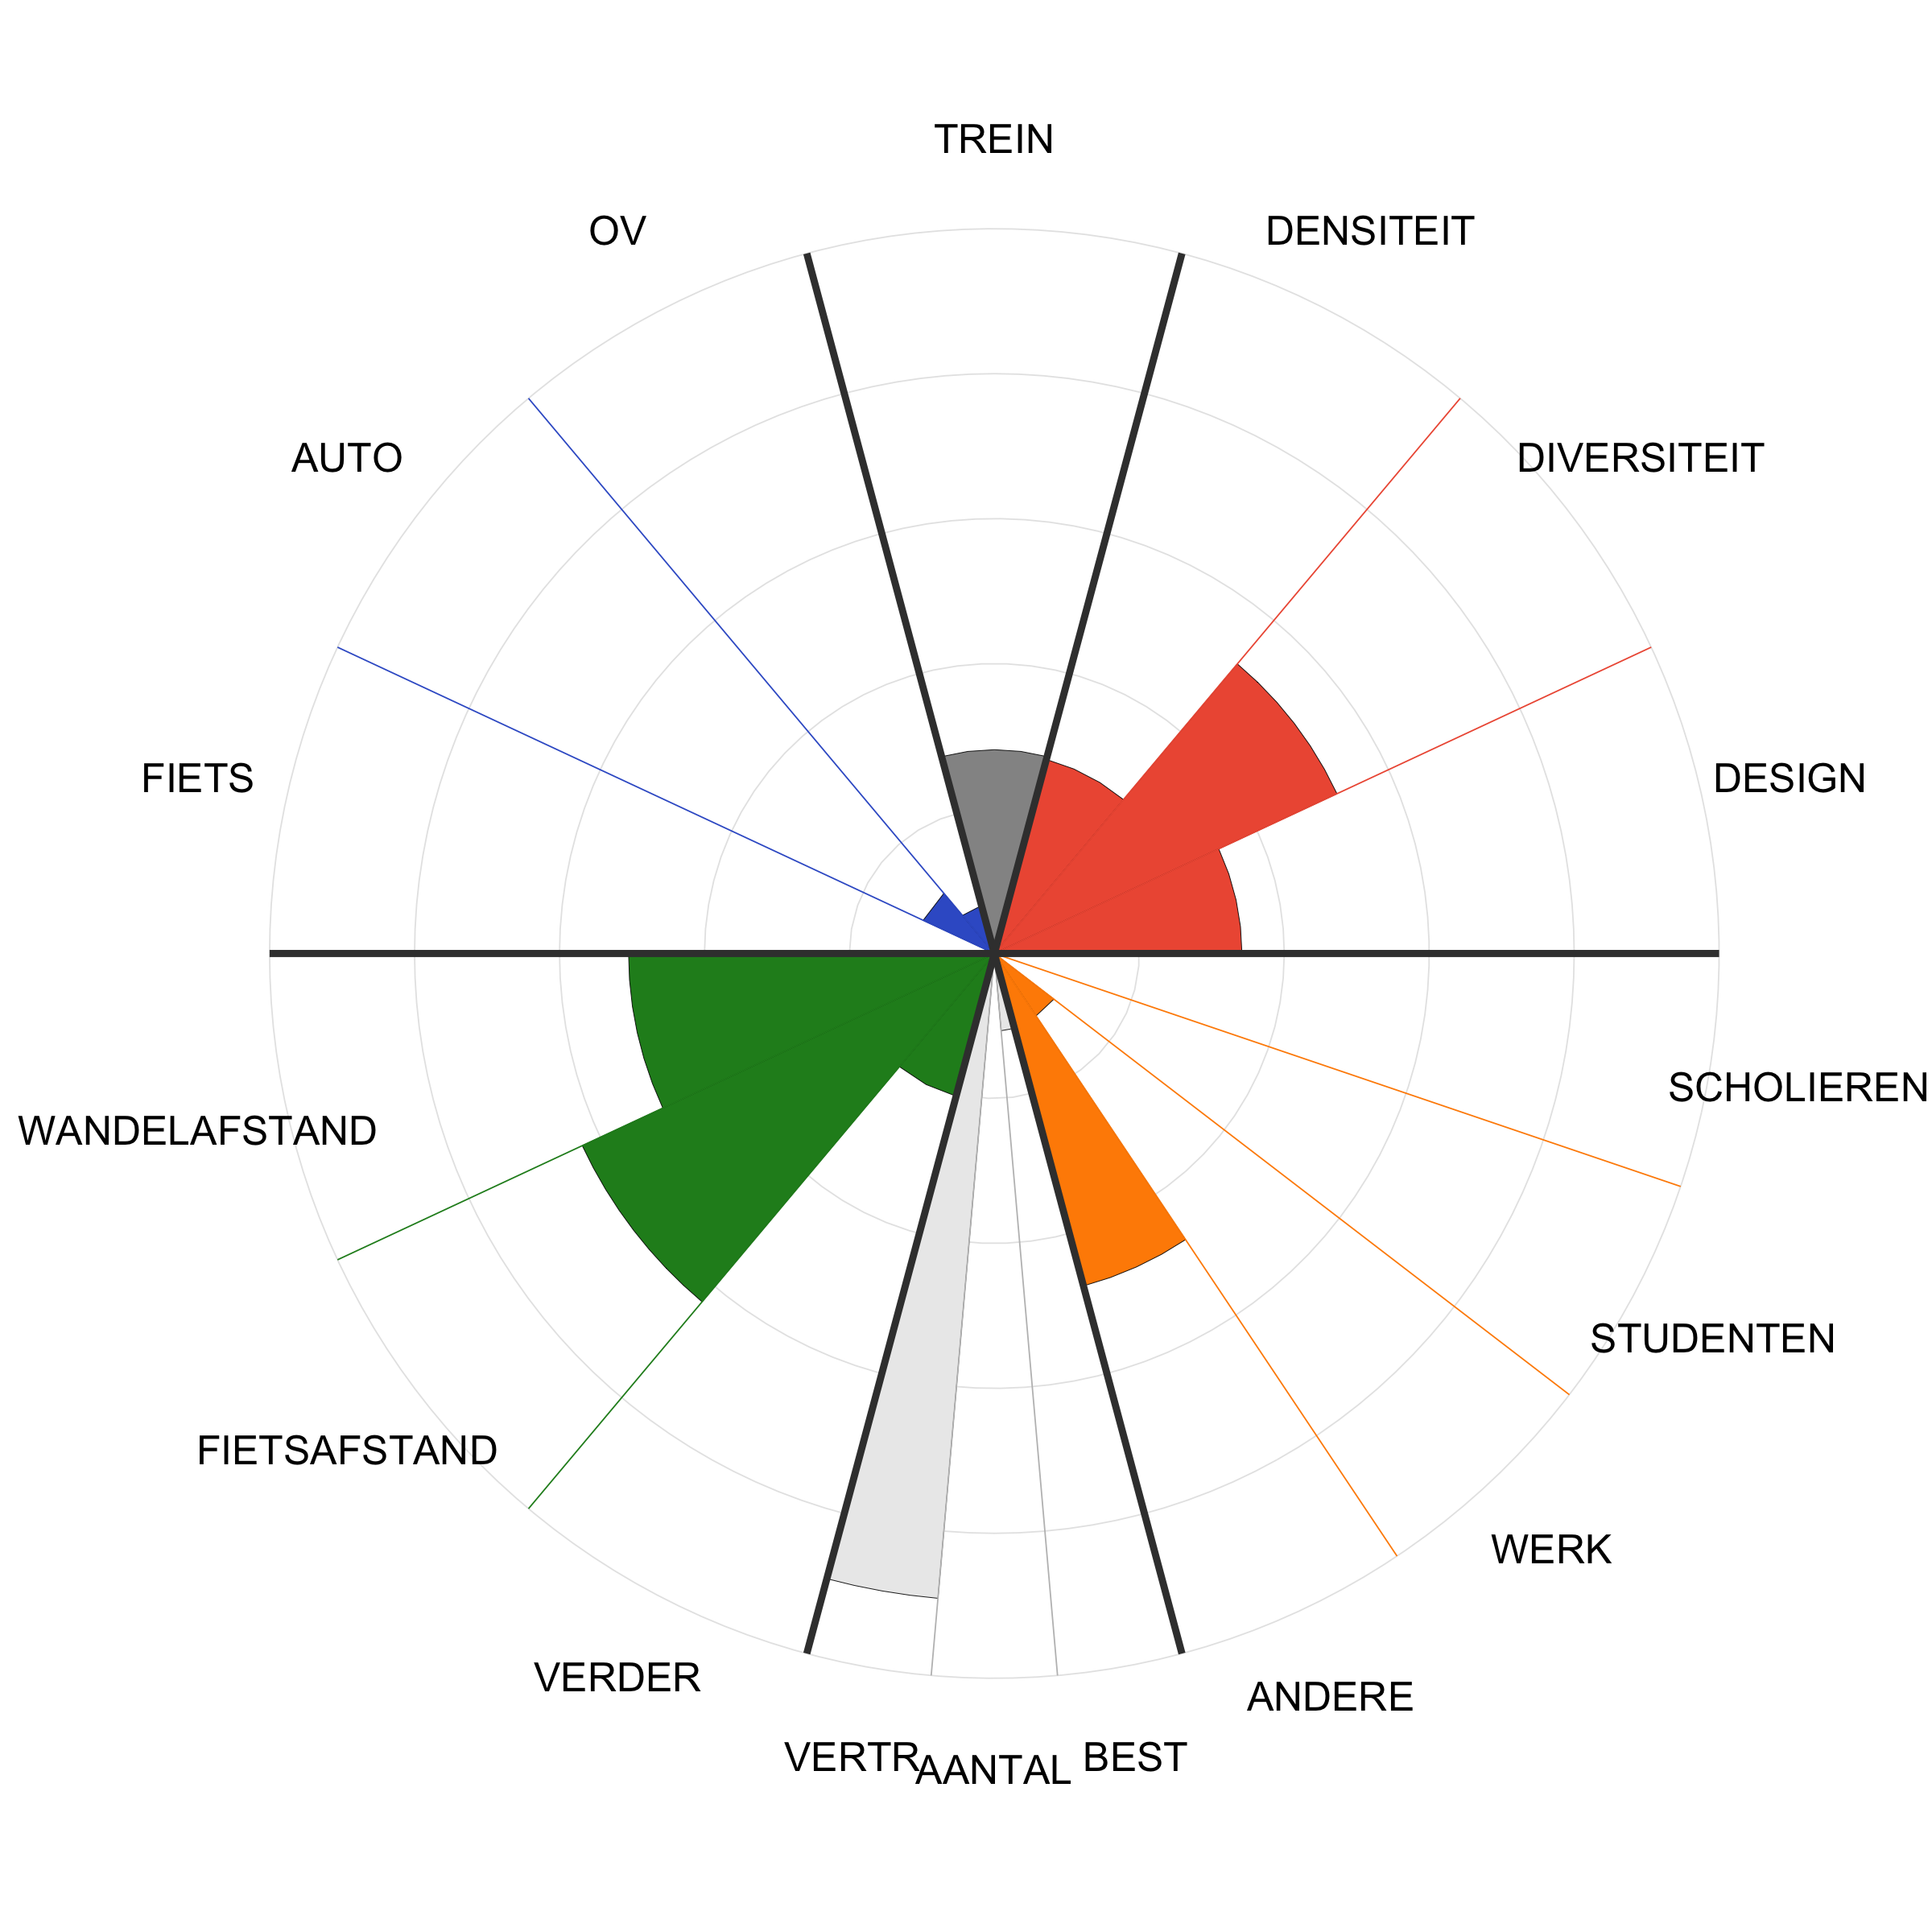 TREIN
OV
DENSITEIT
AUTO
DIVERSITEIT
FIETS
DESIGN
SCHOLIEREN
WANDELAFSTAND
STUDENTEN
FIETSAFSTAND
WERK
VERDER
ANDERE
VERTR
AANTAL
BEST